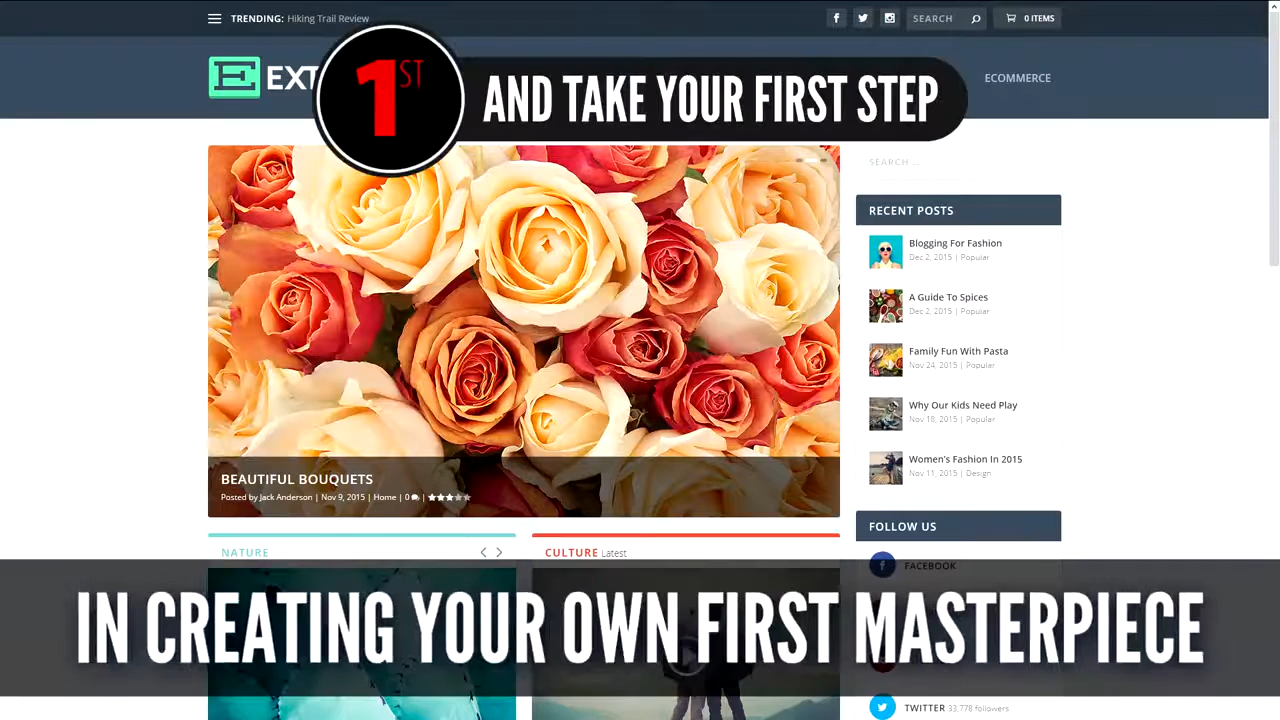 TRENDING: Hiking Trail Review
SEARCH
0 ITEMS
E EXT
1ST
AND TAKE YOUR FIRST STEP
ECOMMERCE
SEARCH ...
RECENT POSTS
Blogging For Fashion
Dec 2, 2015 | Popular
A Guide To Spices
Dec 2, 2015 | Popular
Family Fun With Pasta
Nov 24, 2015 | Popular
Why Our Kids Need Play
Nov 18, 2015 | Popular
Women's Fashion In 2015
Nov 11, 2015 | Design
BEAUTIFUL BOUQUETS
Posted by Jack Anderson | Nov 9, 2015 | Home | 0
NATURE
CULTURE Latest
FOLLOW US
FACEBOOK
IN CREATING YOUR OWN FIRST MASTERPIECE
TWITTER 33,778 followers